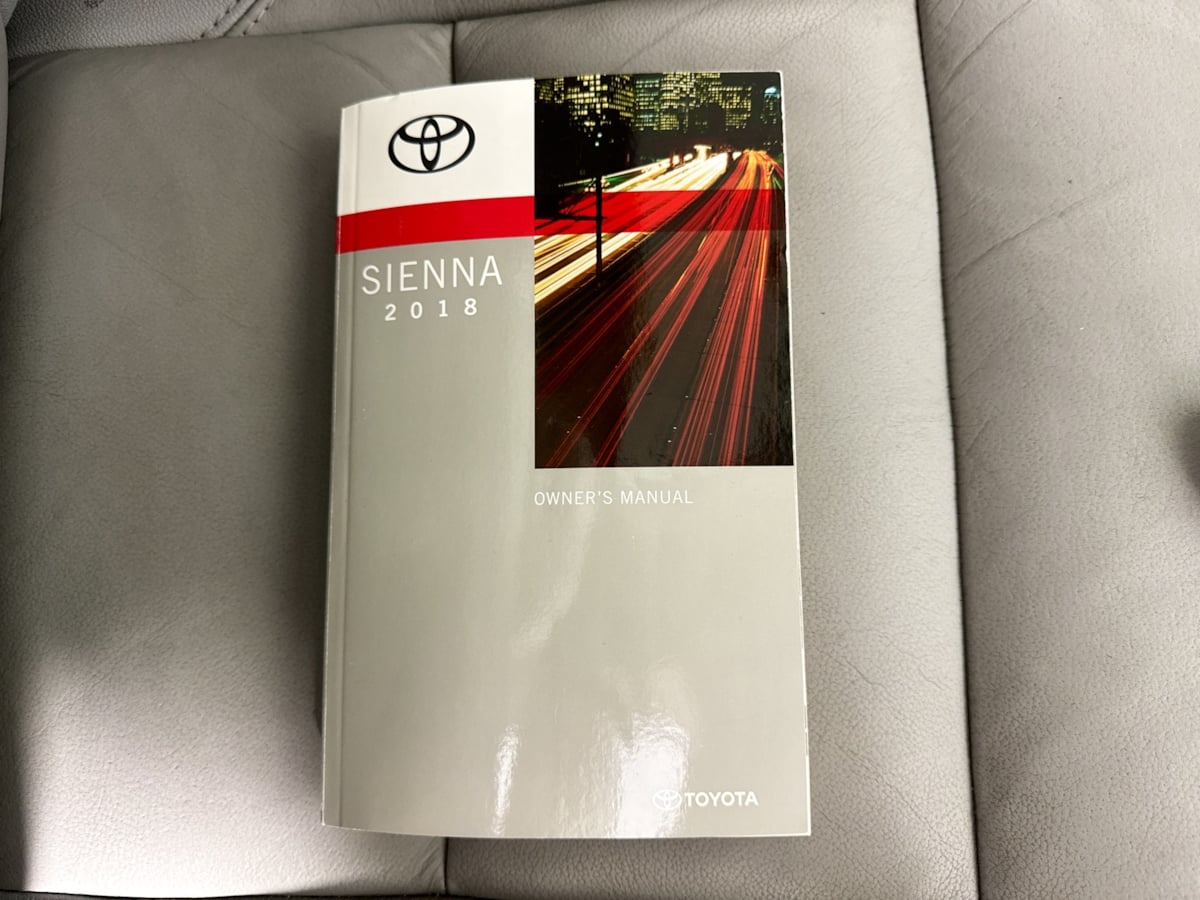 SIENNA
2018
OWNER'S MANUAL
TOYOTA